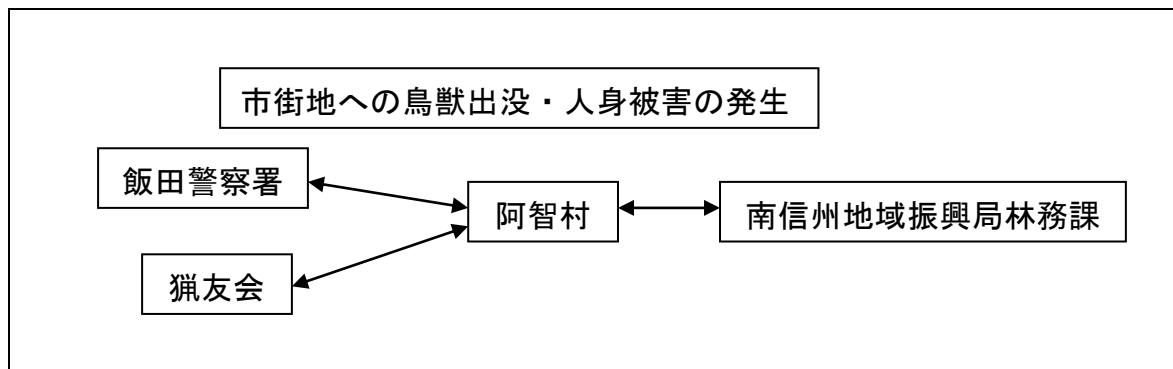 市街地への鳥獣出没・人身被害の発生
飯田警察署
阿智村
南信州地域振興局林務課
猟友会